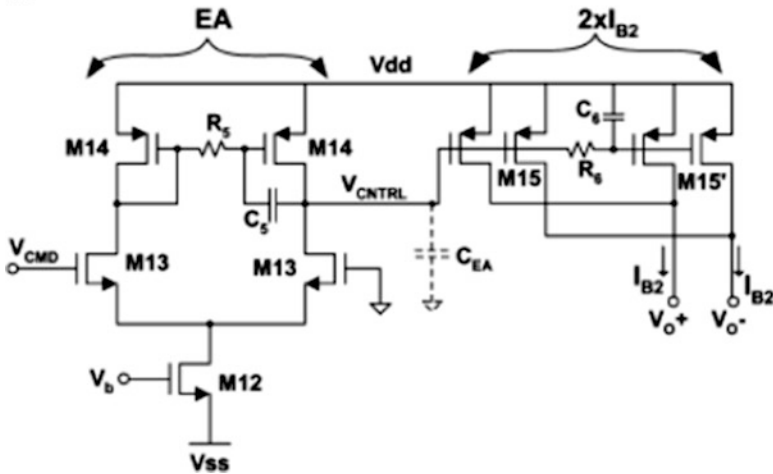 EA
2xI_B2
Vdd
C_6
M14
R_5
M14
C_5
V_CNTRL
M15
R_6
M15'
V_CMD
M13
M13
C_EA
I_B2
I_B2
V_O+
V_O-
V_b
M12
Vss